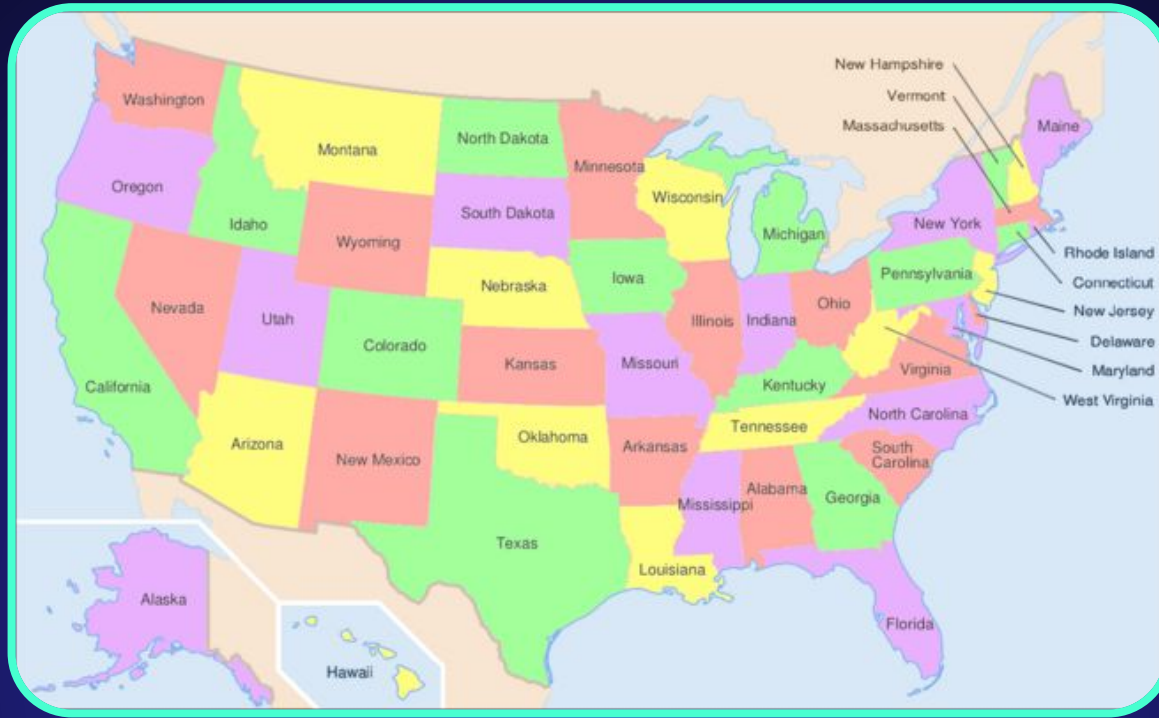 New Hampshire
Vermont
Massachusetts
Washington
Montana
North Dakota
Minnesota
Maine
Oregon
Idaho
Wyoming
South Dakota
Wisconsin
Michigan
New York
Rhode Island
Connecticut
New Jersey
Delaware
Maryland
West Virginia
Nevada
Utah
Colorado
Nebraska
Iowa
Illinois
Indiana
Ohio
Pennsylvania
California
Kansas
Missouri
Kentucky
Virginia
Arizona
New Mexico
Oklahoma
Arkansas
Tennessee
North Carolina
South
Carolina
Texas
Louisiana
Mississippi
Alabama
Georgia
Florida
Alaska
Hawaii